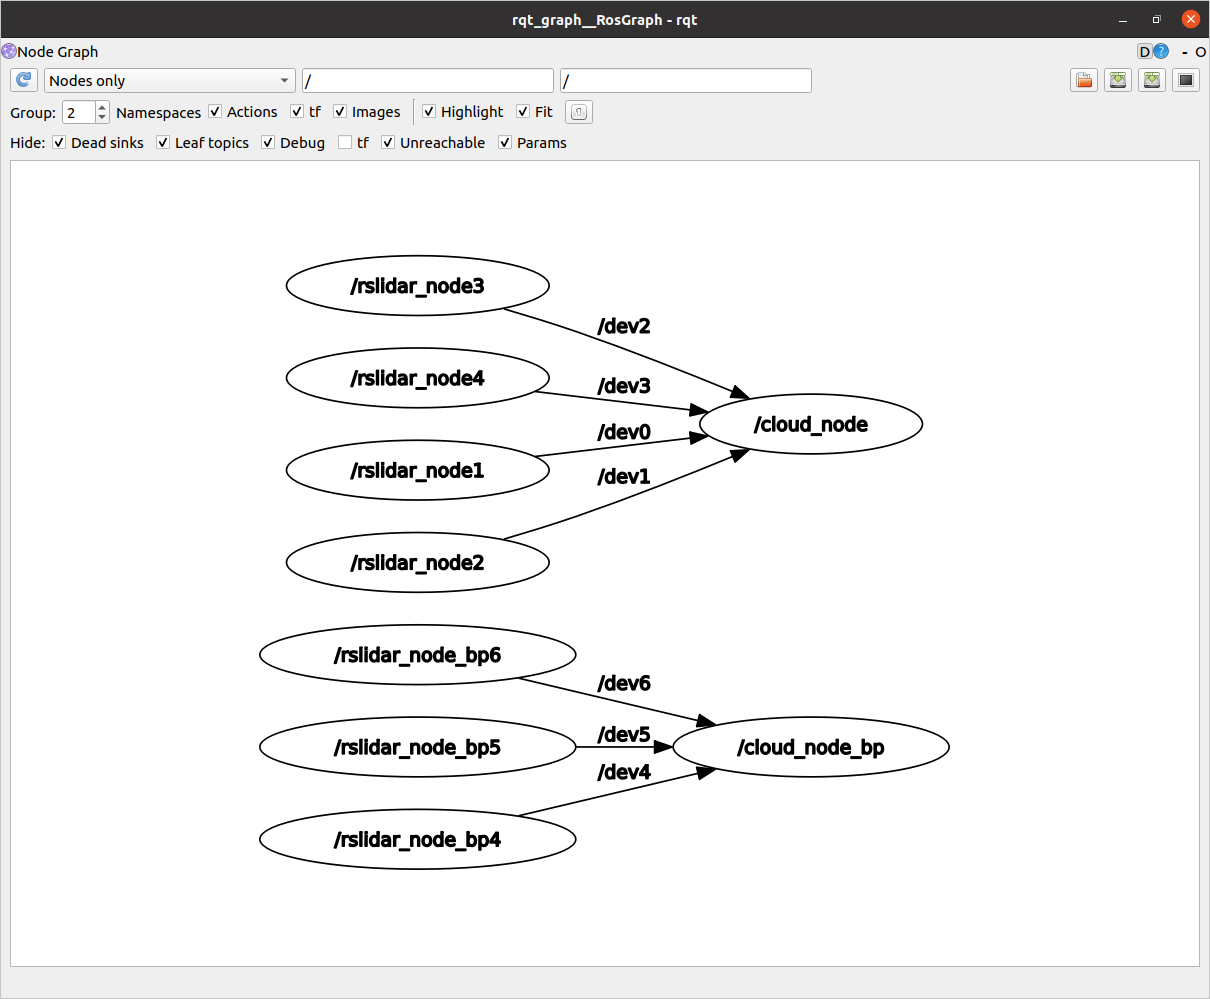 rqt_graph__RosGraph - rqt
Node Graph
D ? - O
Nodes only / /
Group: 2 Namespaces Actions tf Images Highlight Fit
Hide: Dead sinks Leaf topics Debug tf Unreachable Params
/rslidar_node3
/dev2
/rslidar_node4
/dev3
/cloud_node
/dev0
/rslidar_node1
/dev1
/rslidar_node2
/rslidar_node_bp6
/dev6
/rslidar_node_bp5
/dev5
/cloud_node_bp
/dev4
/rslidar_node_bp4